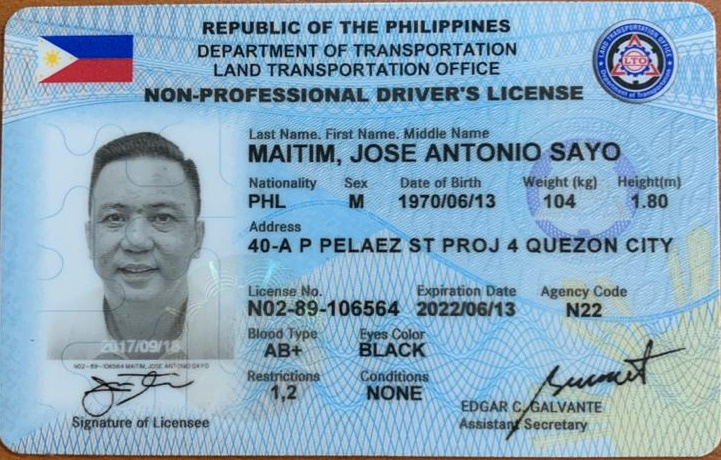 REPUBLIC OF THE PHILIPPINES
DEPARTMENT OF TRANSPORTATION
LAND TRANSPORTATION OFFICE
NON-PROFESSIONAL DRIVER'S LICENSE
LAND TRANSPORTATION OFFICE
LTO
Department of Transportation
Last Name. First Name. Middle Name
MAITIM, JOSE ANTONIO SAYO
Nationality Sex Date of Birth Weight (kg) Height(m)
PHL M 1970/06/13 104 1.80
Address
40-A P PELAEZ ST PROJ 4 QUEZON CITY
License No. Expiration Date Agency Code
N02-89-106564 2022/06/13 N22
Blood Type Eyes Color
AB+ BLACK
Restrictions Conditions
1,2 NONE
N02-89-106564 MAITIM, JOSE ANTONIO SAYO
Signature of Licensee
EDGAR C. GALVANTE
Assistant Secretary